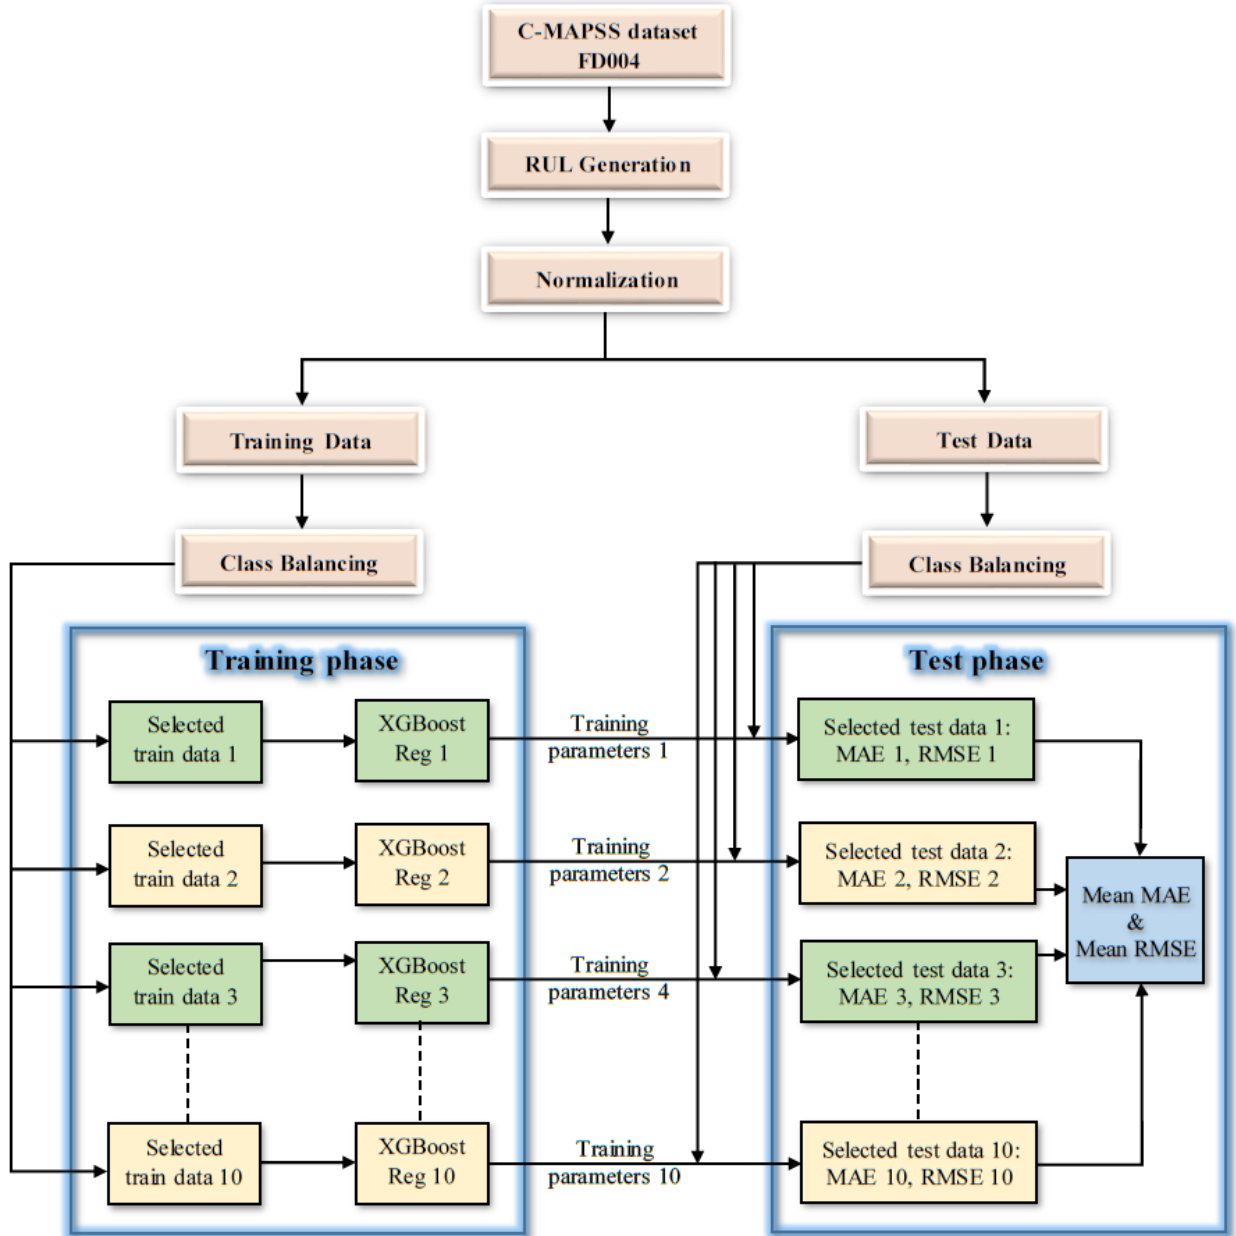 C-MAPSS dataset
FD004
RUL Generation
Normalization
Training Data
Test Data
Class Balancing
Class Balancing
Training phase
Test phase
Selected
train data 1
XGBoost
Reg 1
Training
parameters 1
Selected test data 1:
MAE 1, RMSE 1
Selected
train data 2
XGBoost
Reg 2
Training
parameters 2
Selected test data 2:
MAE 2, RMSE 2
Mean MAE
&
Mean RMSE
Selected
train data 3
XGBoost
Reg 3
Training
parameters 4
Selected test data 3:
MAE 3, RMSE 3
Selected
train data 10
XGBoost
Reg 10
Training
parameters 10
Selected test data 10:
MAE 10, RMSE 10